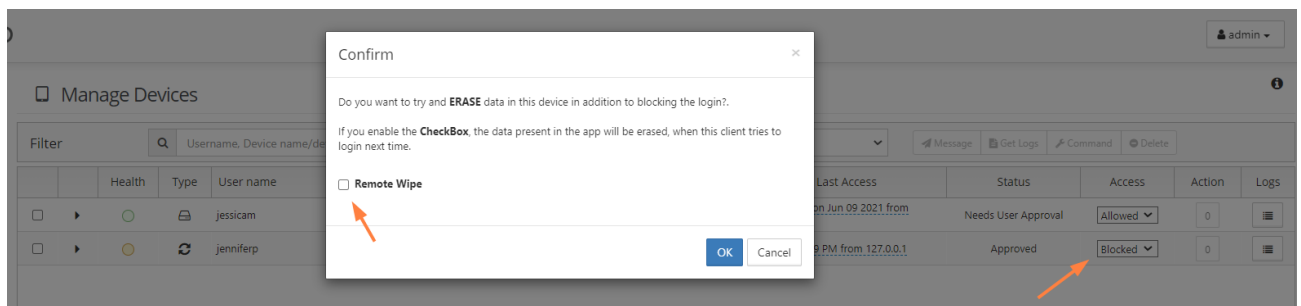 admin
Confirm
×
Manage Devices
Do you want to try and ERASE data in this device in addition to blocking the login?.
If you enable the CheckBox, the data present in the app will be erased, when this client tries to
login next time.
Filter
Username, Device name/de
Message Get Logs Command Delete
Health Type User name Last Access Status Access Action Logs
Remote Wipe
jessicam on Jun 09 2021 from Needs User Approval Allowed 0
jenniferp 9 PM from 127.0.0.1 Approved Blocked 0
OK Cancel